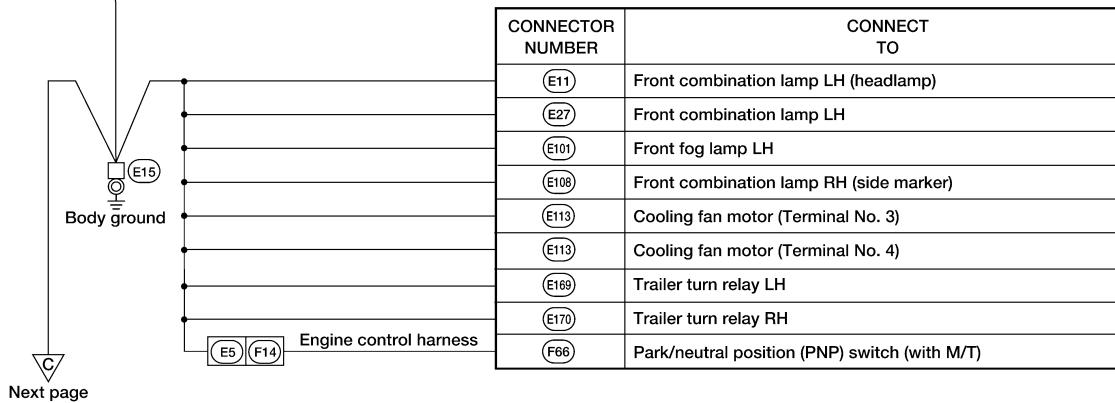 CONNECTOR NUMBER CONNECT TO
E11 Front combination lamp LH (headlamp)
E27 Front combination lamp LH
E101 Front fog lamp LH
E15
E108 Front combination lamp RH (side marker)
Body ground
E113 Cooling fan motor (Terminal No. 3)
E113 Cooling fan motor (Terminal No. 4)
E169 Trailer turn relay LH
E170 Trailer turn relay RH
Engine control harness
E5 F14
F66 Park/neutral position (PNP) switch (with M/T)
C
Next page